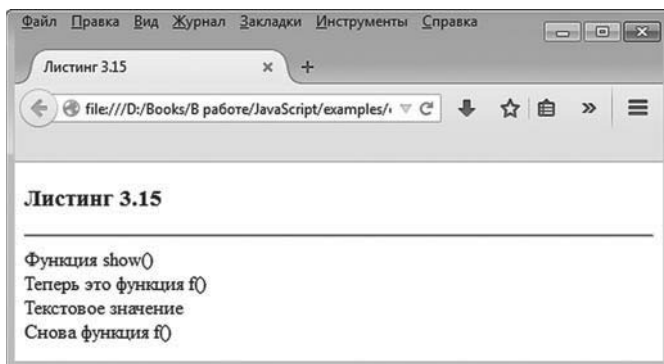 Файл Правка Вид Журнал Закладки Инструменты Справка
Листинг 3.15
file:///D:/Books/В работе/JavaScript/examples/
Листинг 3.15
Функция show()
Теперь это функция f()
Текстовое значение
Снова функция f()